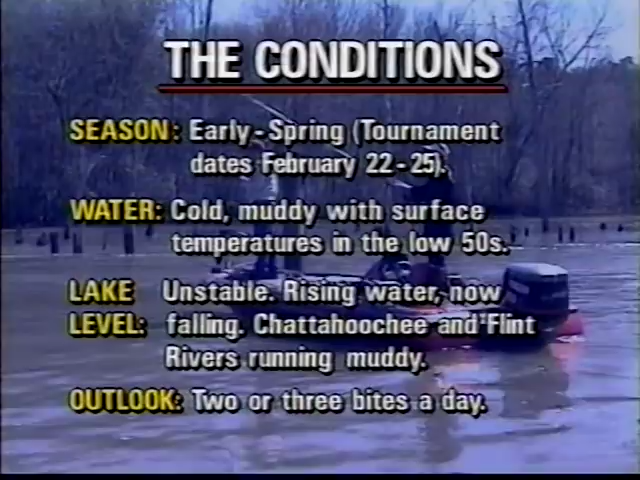 THE CONDITIONS
SEASON: Early-Spring (Tournament
dates February 22-25).
WATER: Cold, muddy with surface
temperatures in the low 50s.
LAKE Unstable. Rising water, now
LEVEL: falling. Chattahoochee and Flint
Rivers running muddy.
OUTLOOK: Two or three bites a day.